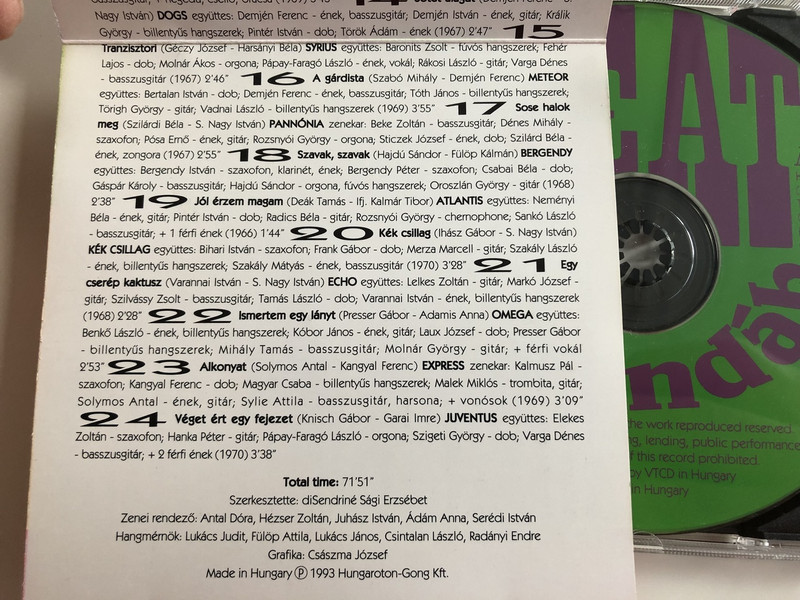 Nagy István) DOGS együttes: Demjén Ferenc - ének, basszusgitár; Demjén István - ének, gitár; Králik
György - billentyűs hangszerek; Pintér István - dob; Török Ádám - ének (1967) 2'47" 15
Tranzisztori (Géczy József - Harsányi Béla) SYRIUS együttes: Baronits Zsolt - fúvós hangszerek; Fehér
Lajos - dob; Molnár Ákos - orgona; Pápay-Faragó László - ének, vokál; Rákosi László - gitár; Varga Dénes
- basszusgitár (1967) 2'46" 16 A gárdista (Szabó Mihály - Demjén Ferenc) METEOR
együttes: Bertalan István - dob; Demjén Ferenc - ének, basszusgitár; Tóth János - billentyűs hangszerek;
Törigh György - gitár; Vadnai László - billentyűs hangszerek (1969) 3'55" 17 Sose halok
meg (Szilárdi Béla - S. Nagy István) PANNÓNIA zenekar: Beke Zoltán - basszusgitár; Dénes Mihály -
szaxofon; Pósa Ernő - ének, gitár; Rozsnyói György - orgona; Sticzek József - ének, dob; Szilárd Béla -
ének, zongora (1967) 2'55" 18 Szavak, szavak (Hajdú Sándor - Fülöp Kálmán) BERGENDY
együttes: Bergendy István - szaxofon, klarinét, ének; Bergendy Péter - szaxofon; Csabai Béla - dob;
Gáspár Károly - basszusgitár; Hajdú Sándor - orgona, fúvós hangszerek; Oroszlán György - gitár (1968)
2'38" 19 Jól érzem magam (Deák Tamás - Ifj. Kalmár Tibor) ATLANTIS együttes: Neményi
Béla - ének, gitár; Pintér István - dob; Radics Béla - gitár; Rozsnyói György - chernophone; Sankó László
- basszusgitár; + 1 férfi ének (1966) 1'44" 20 Kék csillag (Ihász Gábor - S. Nagy István)
KÉK CSILLAG együttes: Bihari István - szaxofon; Frank Gábor - dob; Merza Marcell - gitár; Szakály László
- ének, billentyűs hangszerek; Szakály Mátyás - ének, basszusgitár (1970) 3'28" 21 Egy
cserép kaktusz (Varannai István - S. Nagy István) ECHO együttes: Lelkes Zoltán - gitár; Markó József -
gitár; Szilvássy Zsolt - basszusgitár; Tamás László - dob; Varannai István - ének, billentyűs hangszerek
(1968) 2'28" 22 Ismertem egy lányt (Presser Gábor - Adamis Anna) OMEGA együttes:
Benkő László - ének, billentyűs hangszerek; Kóbor János - ének, gitár; Laux József - dob; Presser Gábor
- billentyűs hangszerek; Mihály Tamás - basszusgitár; Molnár György - gitár; + férfi vokál
2'53" 23 Alkonyat (Solymos Antal - Kangyal Ferenc) EXPRESS zenekar: Kalmusz Pál -
szaxofon; Kangyal Ferenc - dob; Magyar Csaba - billentyűs hangszerek; Malek Miklós - trombita, gitár;
Solymos Antal - ének, gitár; Sylie Attila - basszusgitár, harsona; + vonósok (1969) 3'09"
24 Véget ért egy fejezet (Knisch Gábor - Garai Imre) JUVENTUS együttes: Elekes
Zoltán - szaxofon; Hanka Péter - gitár; Pápay-Faragó László - orgona; Szigeti György - dob; Varga Dénes
- basszusgitár; + 2 férfi ének (1970) 3'38"
Total time: 71'51"
Szerkesztette: diSendriné Sági Erzsébet
Zenei rendező: Antal Dóra, Hézser Zoltán, Juhász István, Ádám Anna, Serédi István
Hangmérnök: Lukács Judit, Fülöp Attila, Lukács János, Csintalan László, Radányi Endre
Grafika: Császma József
Made in Hungary Ⓟ 1993 Hungaroton-Gong Kft.
EAT
ndáb
he work reproduced reserved.
ng, lending, public performance
of this record prohibited.
by VTCD in Hungary
in Hungary